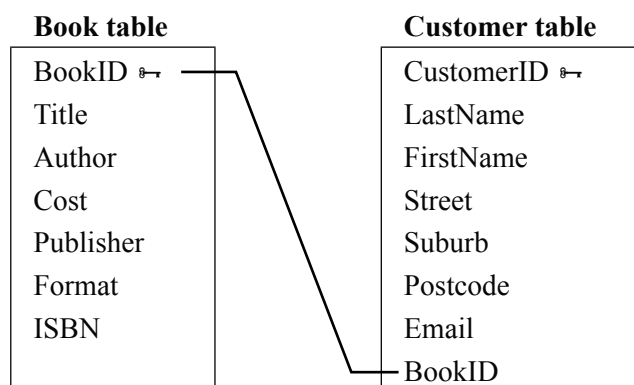 Book table
BookID
Title
Author
Cost
Publisher
Format
ISBN
Customer table
CustomerID
LastName
FirstName
Street
Suburb
Postcode
Email
BookID